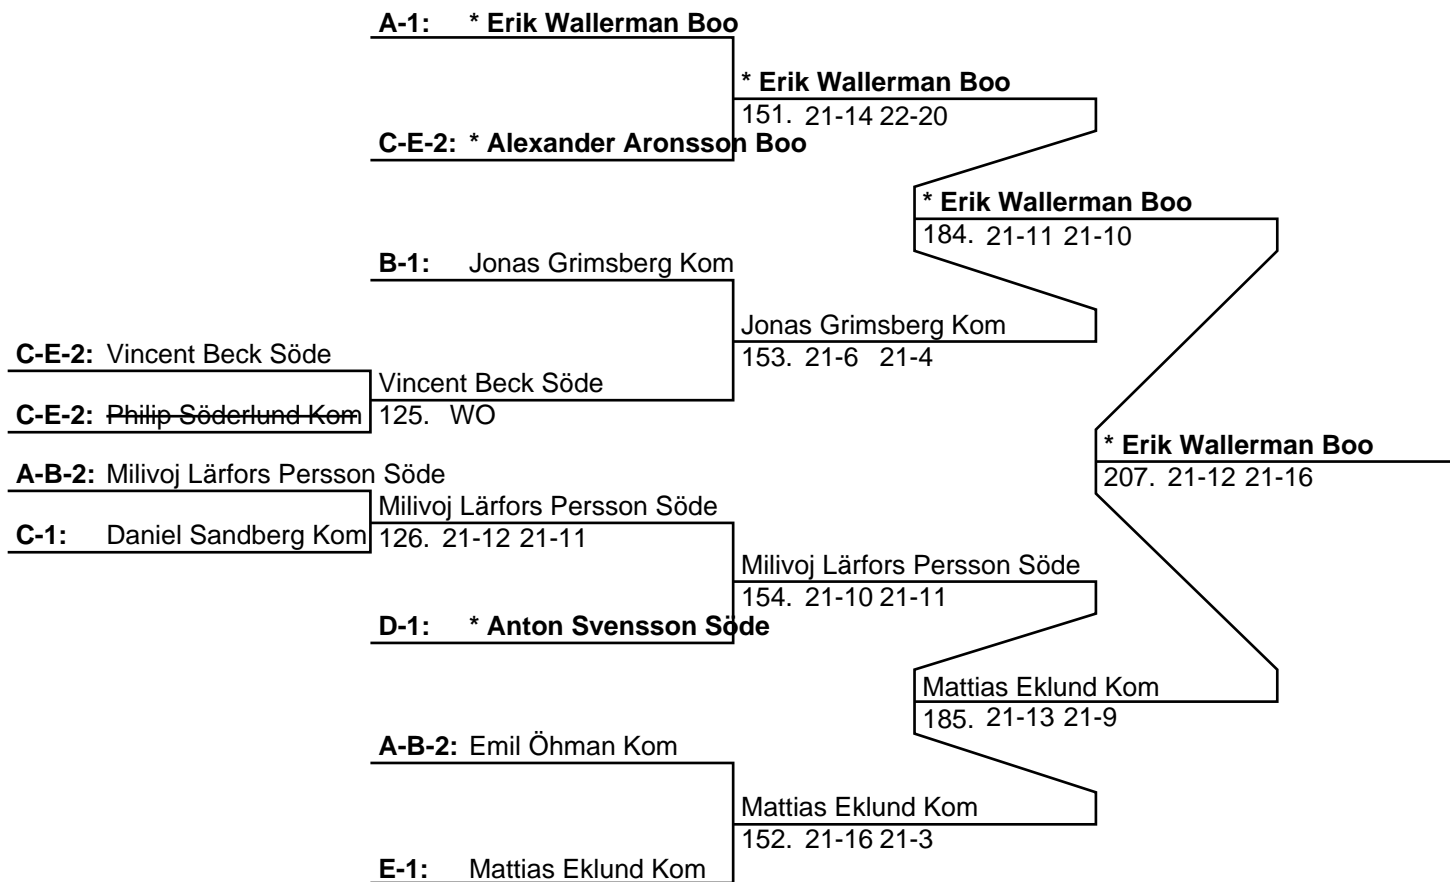 A-1: * Erik Wallerman Boo
* Erik Wallerman Boo
151. 21-14 22-20
C-E-2: * Alexander Aronsson Boo
* Erik Wallerman Boo
184. 21-11 21-10
B-1: Jonas Grimsberg Kom
Jonas Grimsberg Kom
153. 21-6 21-4
C-E-2: Vincent Beck Söde
Vincent Beck Söde
125. WO
C-E-2: Philip Söderlund Kom
* Erik Wallerman Boo
207. 21-12 21-16
A-B-2: Milivoj Lärfors Persson Söde
Milivoj Lärfors Persson Söde
126. 21-12 21-11
C-1: Daniel Sandberg Kom
Milivoj Lärfors Persson Söde
154. 21-10 21-11
D-1: * Anton Svensson Söde
Mattias Eklund Kom
185. 21-13 21-9
A-B-2: Emil Öhman Kom
Mattias Eklund Kom
152. 21-16 21-3
E-1: Mattias Eklund Kom